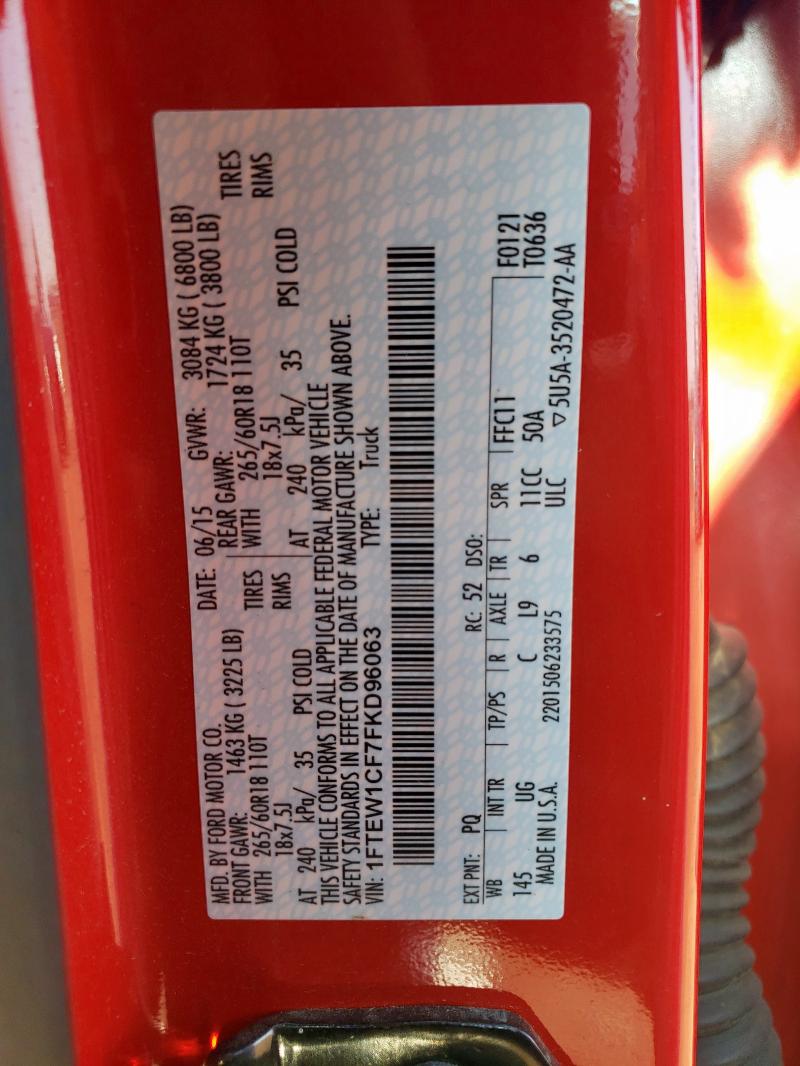 MFD. BY FORD MOTOR CO.
DATE: 06/15 GVWR: 3084 KG ( 6800 LB)
FRONT GAWR: 1463 KG ( 3225 LB) REAR GAWR: 1724 KG ( 3800 LB)
WITH 265/60R18 110T TIRES WITH 265/60R18 110T TIRES
18x7.5J RIMS 18x7.5J RIMS
AT 240 kPa/ 35 PSI COLD AT 240 kPa/ 35 PSI COLD
THIS VEHICLE CONFORMS TO ALL APPLICABLE FEDERAL MOTOR VEHICLE
SAFETY STANDARDS IN EFFECT ON THE DATE OF MANUFACTURE SHOWN ABOVE.
VIN: 1FTEW1CF7FKD96063 TYPE: Truck
EXT PNT: PQ RC: 52 DSO: F0121
WB INT TR TP/PS R AXLE TR SPR FFC11 T0636
145 UG C L9 6 11CC 50A
MADE IN U.S.A. 2201506233575 ULC ▽5U5A-3520472-AA